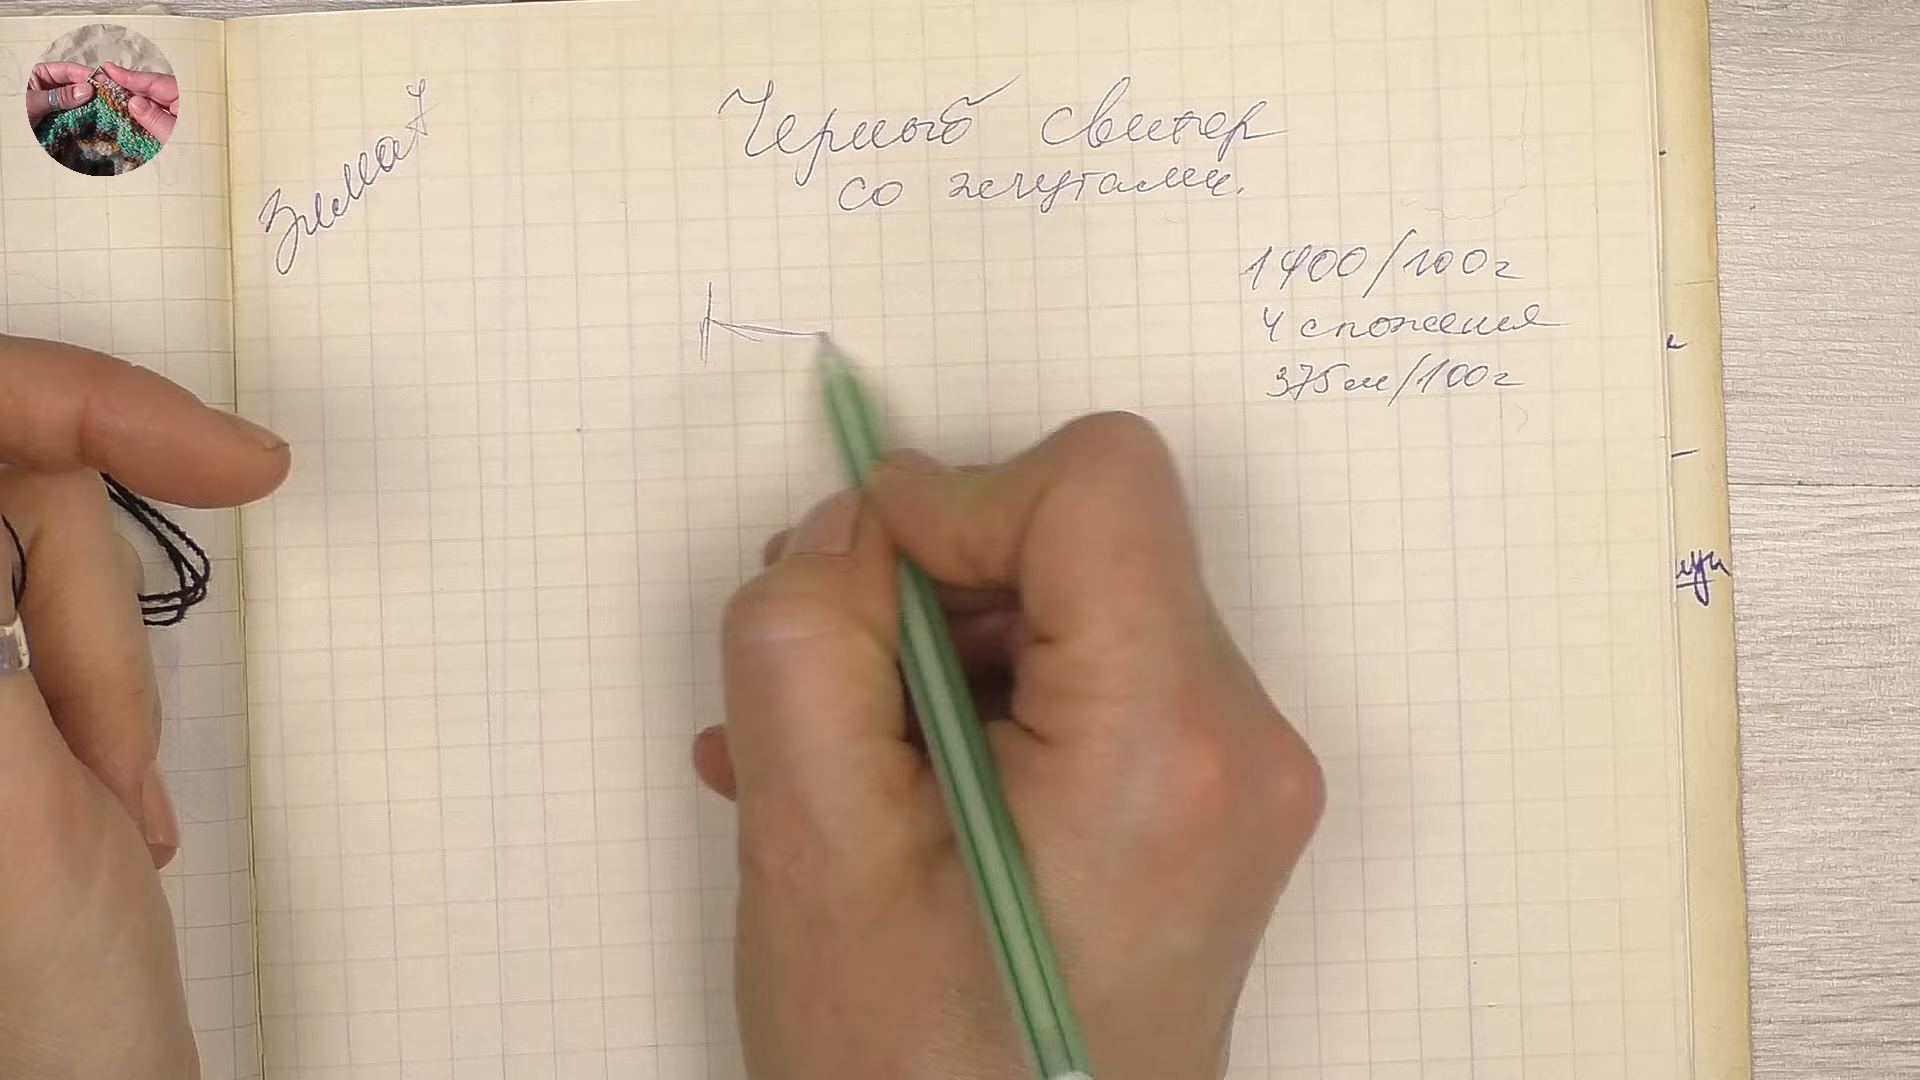 Зима
Черный свитер
со жгутами.
1400/100г
4 сложения
375м/100г